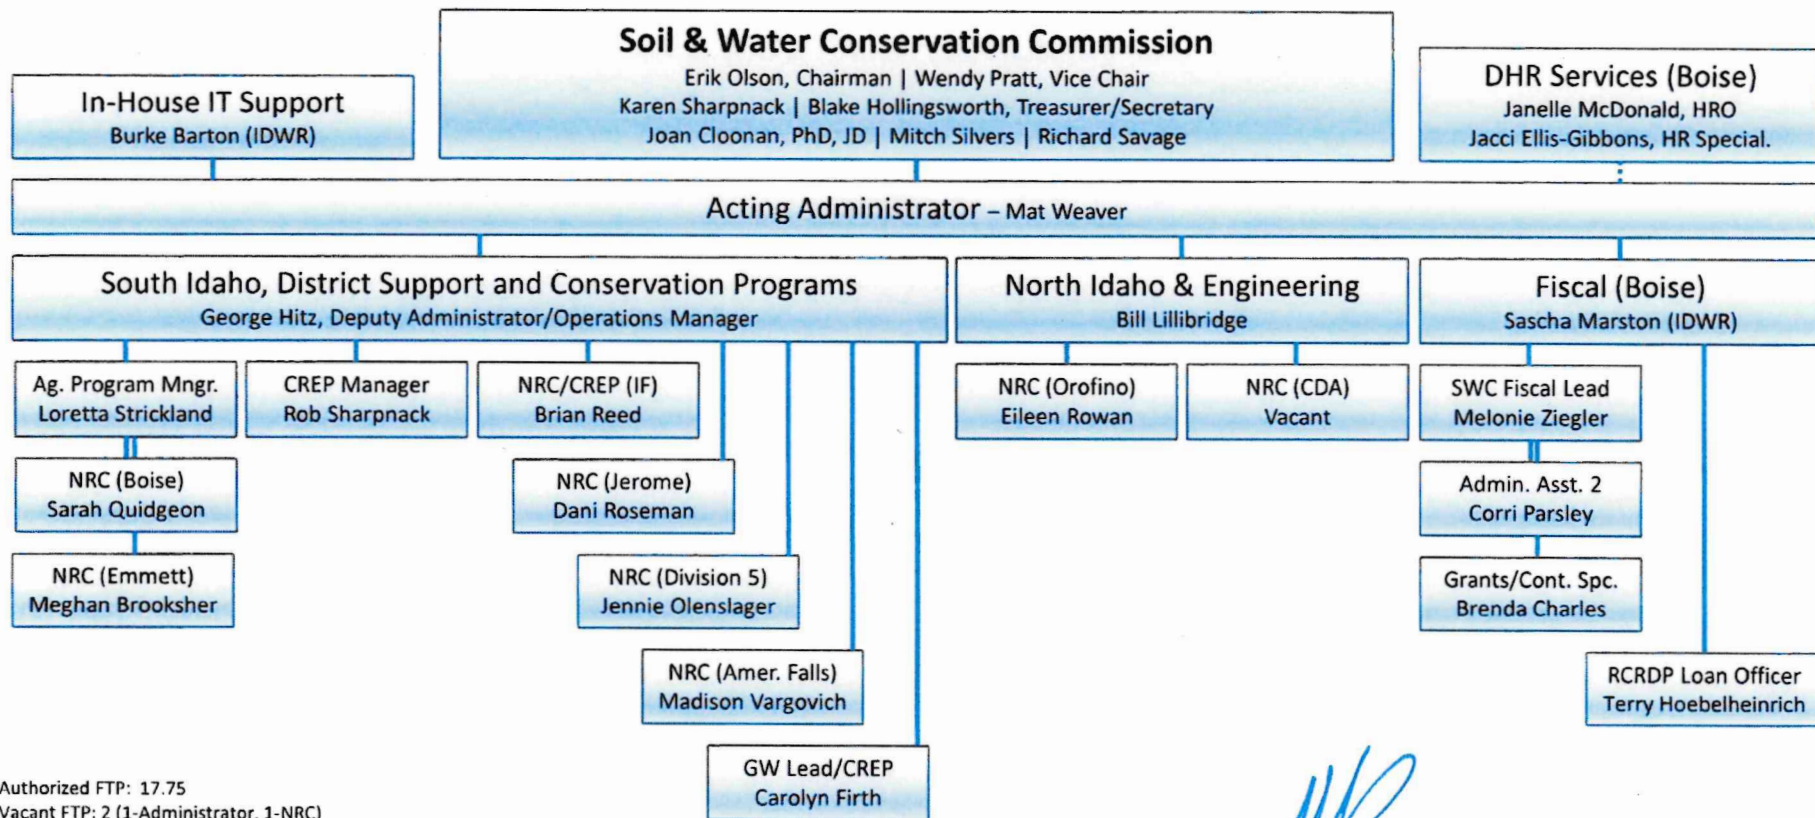 Soil & Water Conservation Commission
Erik Olson, Chairman | Wendy Pratt, Vice Chair
Karen Sharpnack | Blake Hollingsworth, Treasurer/Secretary
Joan Cloonan, PhD, JD | Mitch Silvers | Richard Savage
In-House IT Support
Burke Barton (IDWR)
DHR Services (Boise)
Janelle McDonald, HRO
Jacci Ellis-Gibbons, HR Special.
Acting Administrator – Mat Weaver
South Idaho, District Support and Conservation Programs
George Hitz, Deputy Administrator/Operations Manager
North Idaho & Engineering
Bill Lillibridge
Fiscal (Boise)
Sascha Marston (IDWR)
Ag. Program Mngr.
Loretta Strickland
CREP Manager
Rob Sharpnack
NRC/CREP (IF)
Brian Reed
NRC (Orofino)
Eileen Rowan
NRC (CDA)
Vacant
SWC Fiscal Lead
Melonie Ziegler
NRC (Boise)
Sarah Quidgeon
NRC (Jerome)
Dani Roseman
Admin. Asst. 2
Corri Parsley
NRC (Emmett)
Meghan Brooksher
NRC (Division 5)
Jennie Olenslager
Grants/Cont. Spc.
Brenda Charles
NRC (Amer. Falls)
Madison Vargovich
RCRDP Loan Officer
Terry Hoebelheinrich
GW Lead/CREP
Carolyn Firth
Authorized FTP: 17.75
Vacant FTP: 2 (1-Administrator, 1-NRC)